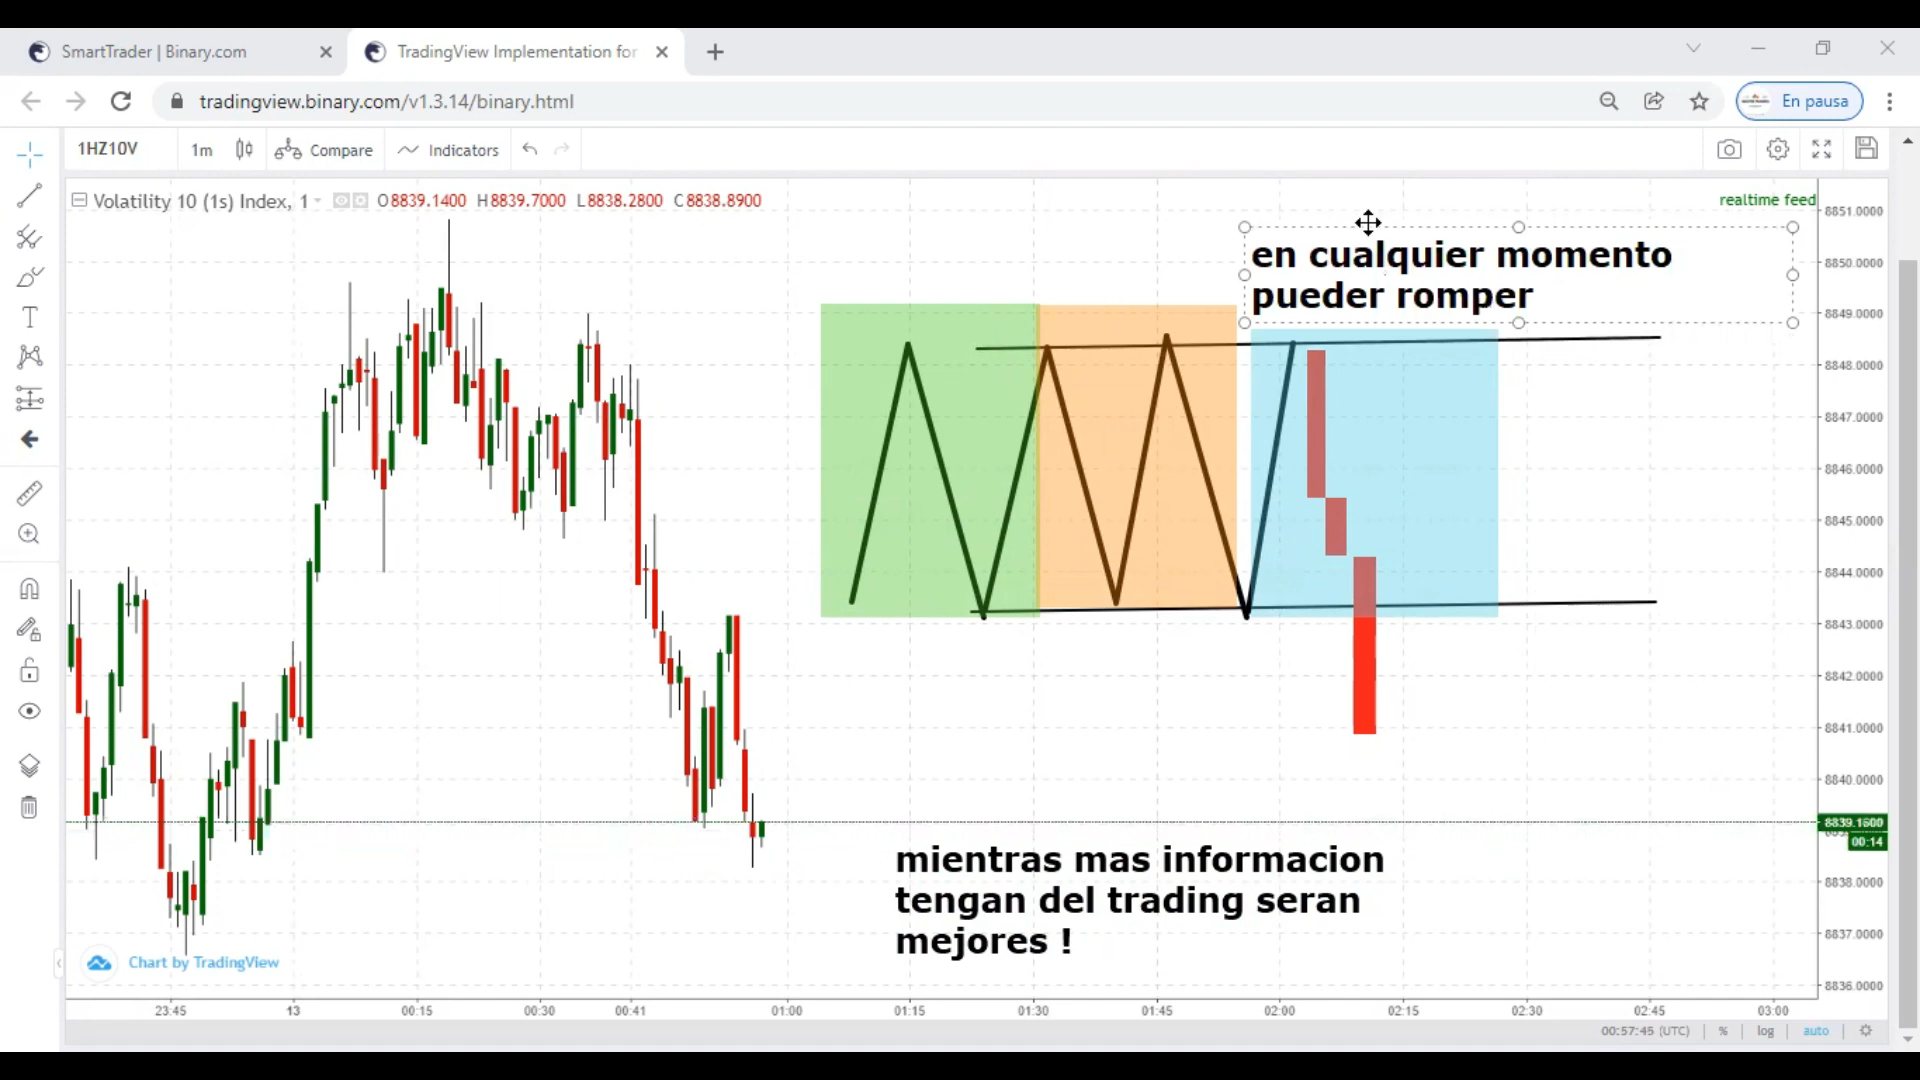 SmartTrader | Binary.com
TradingView Implementation for
tradingview.binary.com/v1.3.14/binary.html
En pausa
1HZ10V
1m
Compare
Indicators
Volatility 10 (1s) Index, 1
O8839.1400 H8839.7000 L8838.2800 C8838.8900
realtime feed
en cualquier momento
pueder romper
8851.0000
8850.0000
8849.0000
8848.0000
8847.0000
8846.0000
8845.0000
8844.0000
8843.0000
8842.0000
8841.0000
8840.0000
8839.1600
00:14
8838.0000
8837.0000
8836.0000
mientras mas informacion
tengan del trading seran
mejores !
Chart by TradingView
23:45 13 00:15 00:30 00:41 01:00 01:15 01:30 01:45 02:00 02:15 02:30 02:45 03:00
00:57:45 (UTC) % log auto